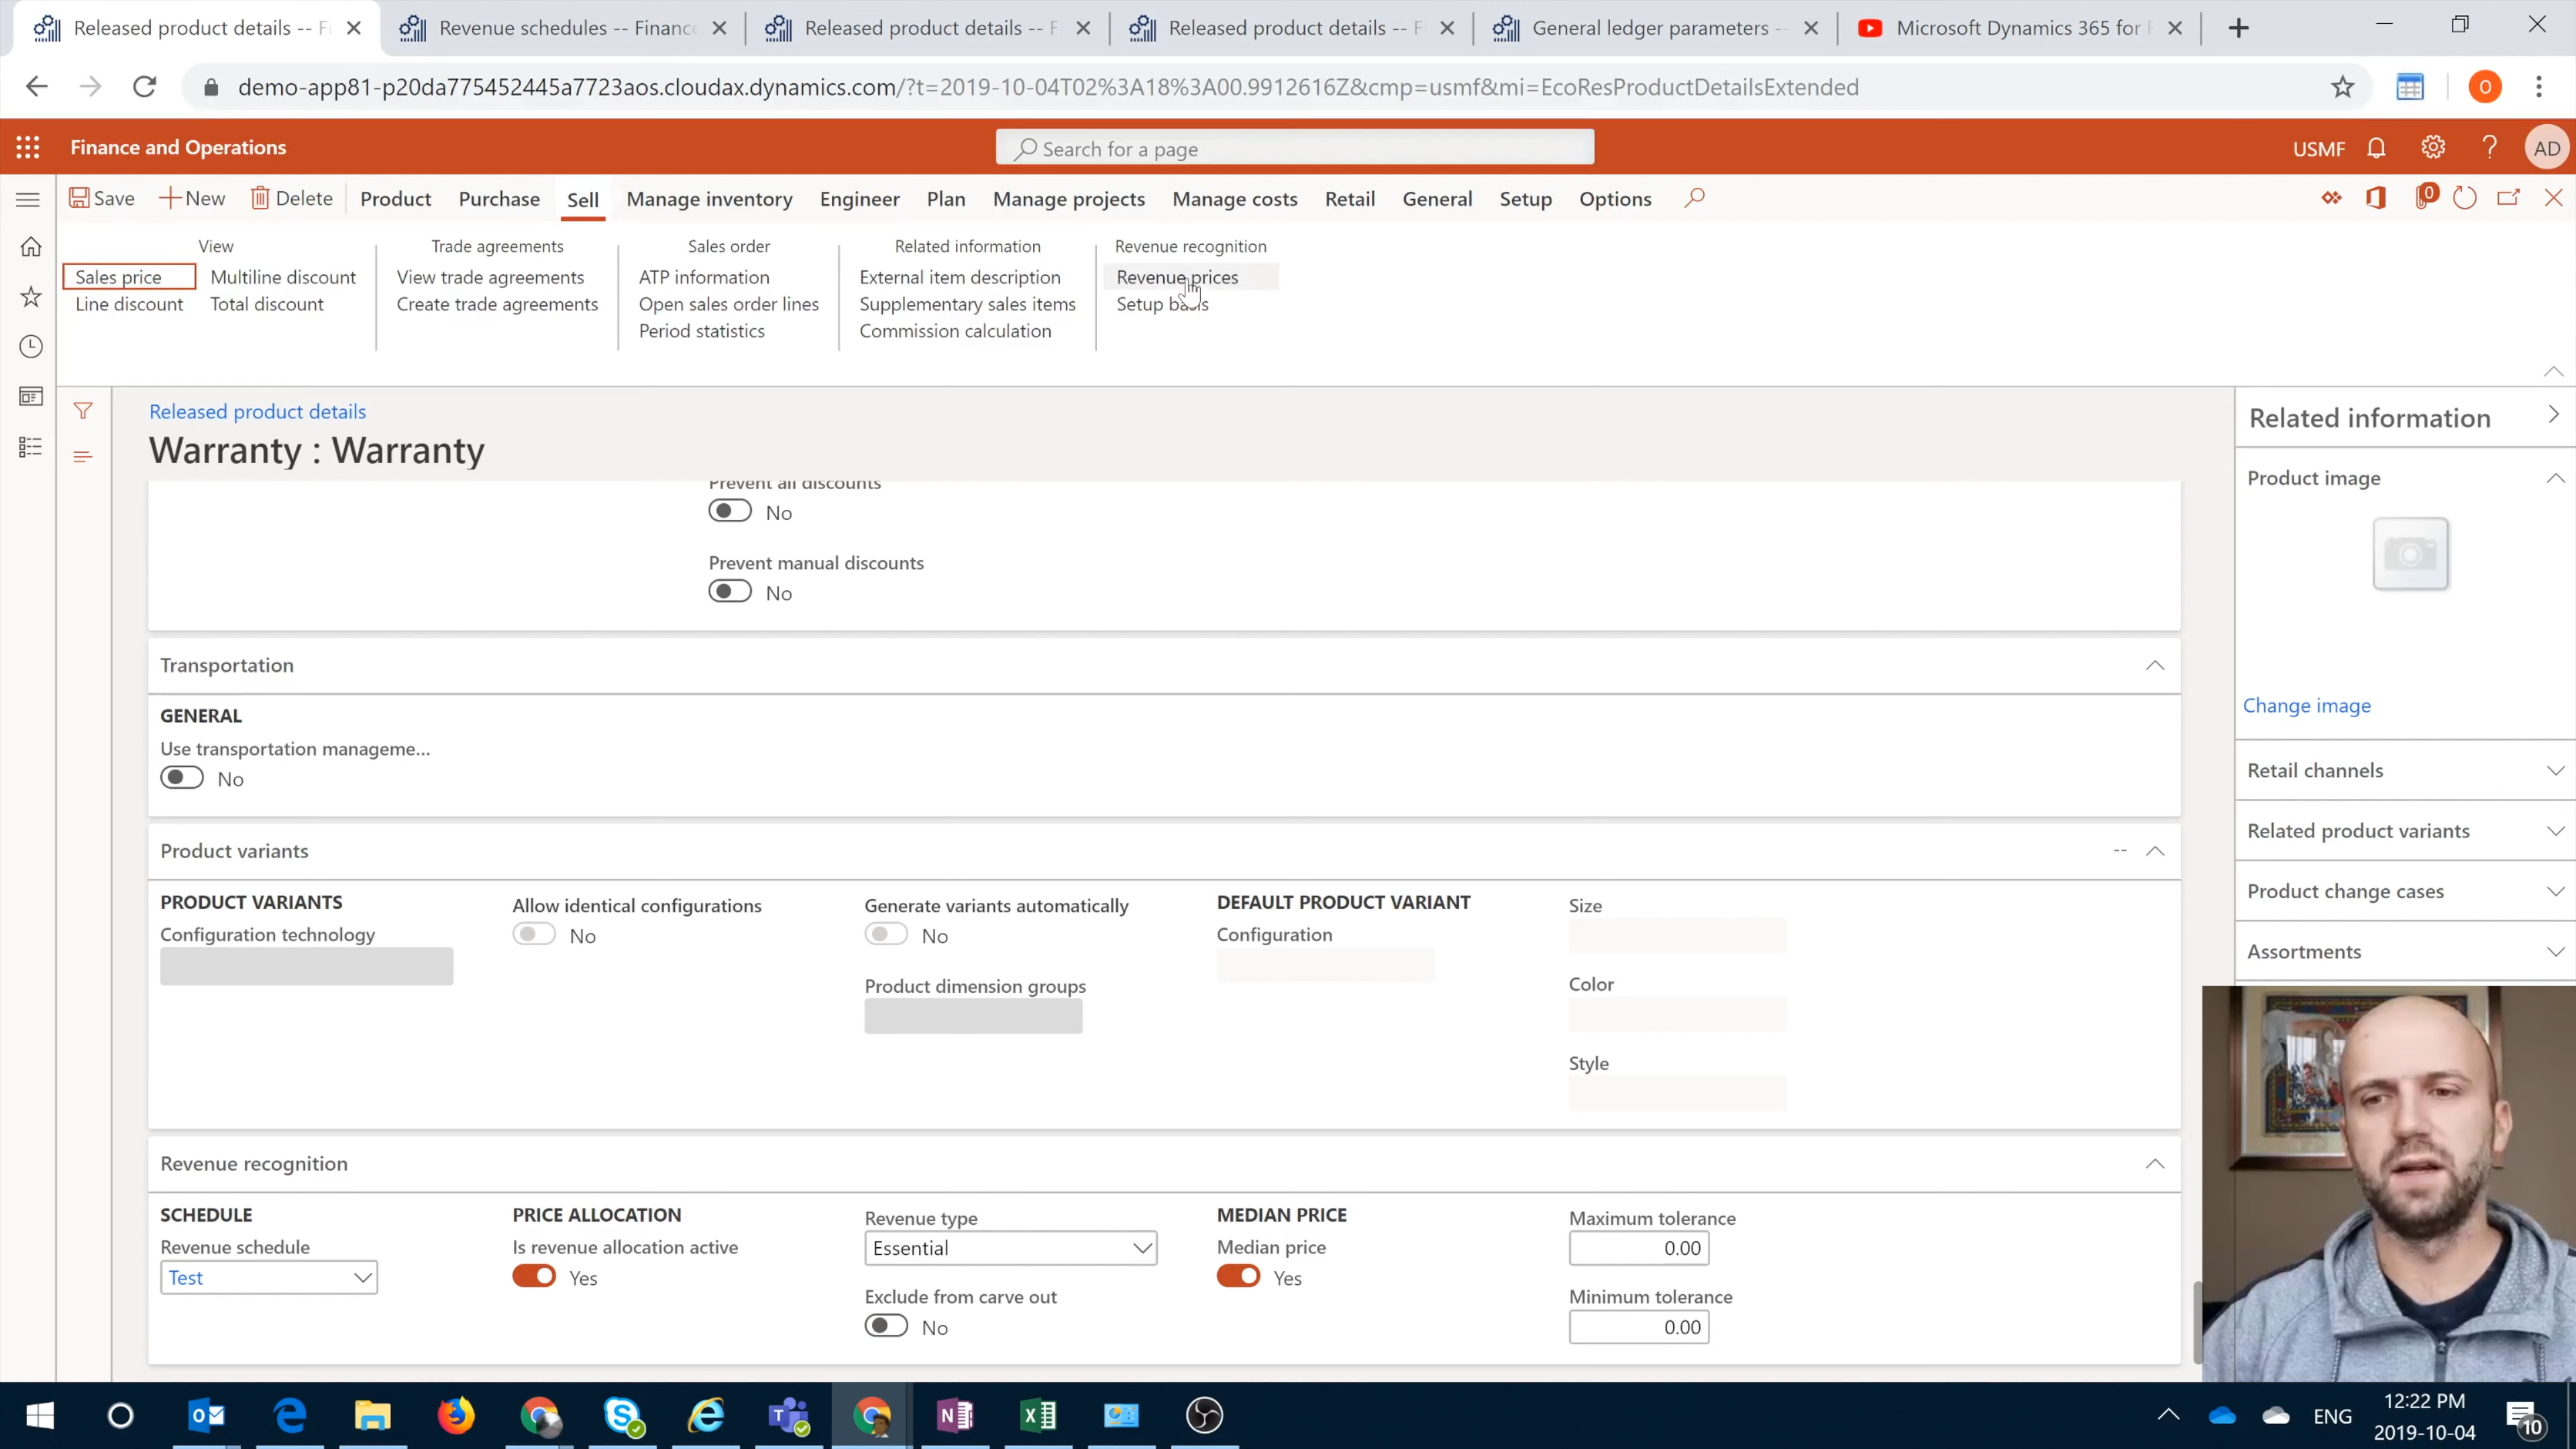 Released product details -- Fi
Revenue schedules -- Finance
Released product details -- F
Released product details -- F
General ledger parameters --
Microsoft Dynamics 365 for F
demo-app81-p20da775452445a7723aos.cloudax.dynamics.com/?t=2019-10-04T02%3A18%3A00.9912616Z&cmp=usmf&mi=EcoResProductDetailsExtended
O
Finance and Operations
Search for a page
USMF
?
AD
Save
New
Delete
Product
Purchase
Sell
Manage inventory
Engineer
Plan
Manage projects
Manage costs
Retail
General
Setup
Options
0
View
Sales price
Multiline discount
Line discount
Total discount
Trade agreements
View trade agreements
Create trade agreements
Sales order
ATP information
Open sales order lines
Period statistics
Related information
External item description
Supplementary sales items
Commission calculation
Revenue recognition
Revenue prices
Setup basis
Released product details
Warranty : Warranty
Prevent all discounts
No
Prevent manual discounts
No
Transportation
GENERAL
Use transportation manageme...
No
Product variants
--
PRODUCT VARIANTS
Configuration technology
Allow identical configurations
No
Generate variants automatically
No
Product dimension groups
DEFAULT PRODUCT VARIANT
Configuration
Size
Color
Style
Revenue recognition
SCHEDULE
Revenue schedule
Test
PRICE ALLOCATION
Is revenue allocation active
Yes
Revenue type
Essential
Exclude from carve out
No
MEDIAN PRICE
Median price
Yes
Maximum tolerance
0.00
Minimum tolerance
0.00
Related information
Product image
Change image
Retail channels
Related product variants
Product change cases
Assortments
ENG
12:22 PM
2019-10-04
10